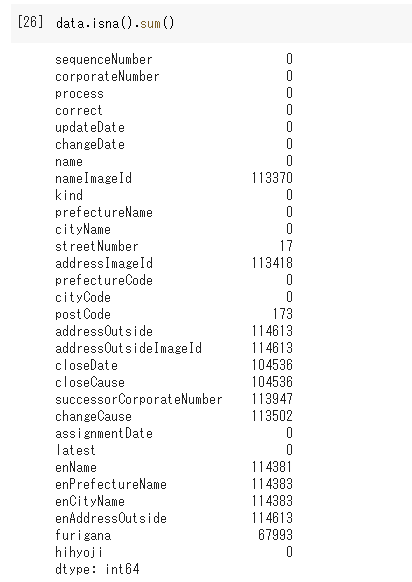 [26] data.isna().sum()
sequenceNumber 0
corporateNumber 0
process 0
correct 0
updateDate 0
changeDate 0
name 0
nameImageId 113370
kind 0
prefectureName 0
cityName 0
streetNumber 17
addressImageId 113418
prefectureCode 0
cityCode 0
postCode 173
addressOutside 114613
addressOutsideImageId 114613
closeDate 104536
closeCause 104536
successorCorporateNumber 113947
changeCause 113502
assignmentDate 0
latest 0
enName 114381
enPrefectureName 114383
enCityName 114383
enAddressOutside 114613
furigana 67993
hihyoji 0
dtype: int64